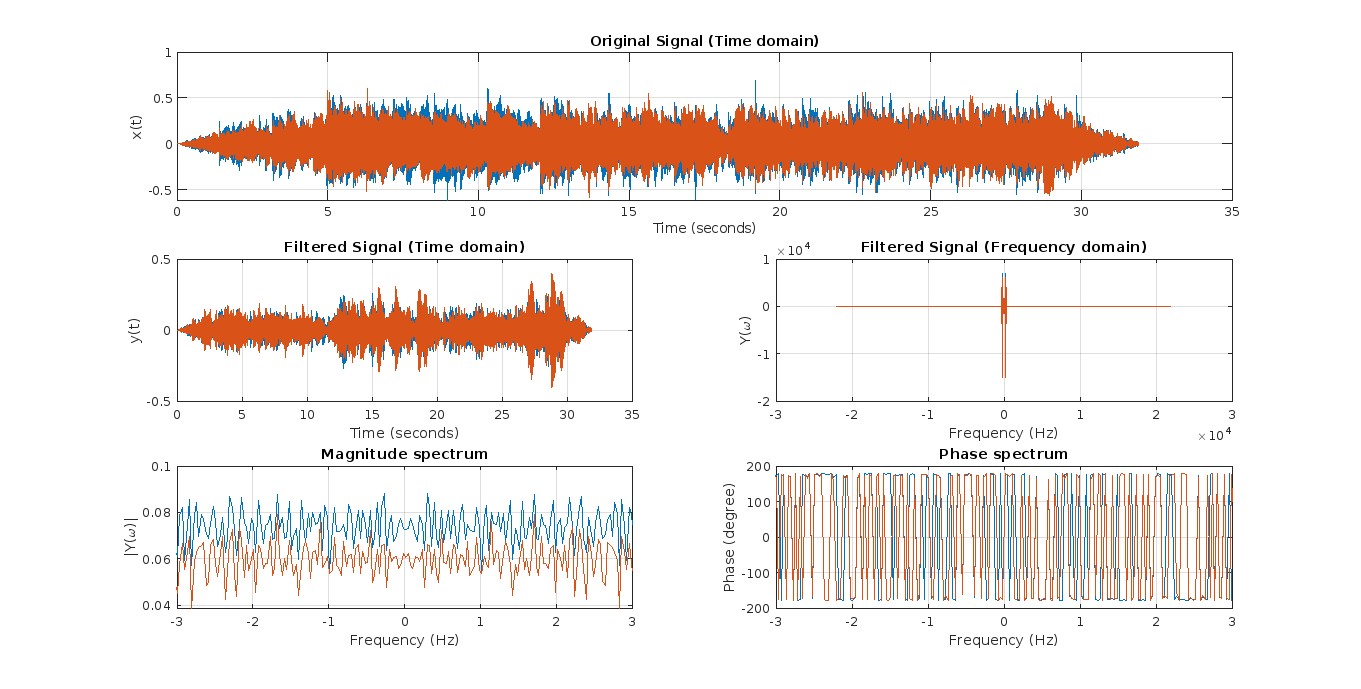 Original Signal (Time domain)
x(t)
1
0.5
0
-0.5
0 5 10 15 20 25 30 35
Time (seconds)
Filtered Signal (Time domain)
y(t)
0.5
0
-0.5
0 5 10 15 20 25 30 35
Time (seconds)
Filtered Signal (Frequency domain)
×10^4
Y(ω)
1
0
-1
-2
-3 -2 -1 0 1 2 3
Frequency (Hz)
×10^4
Magnitude spectrum
|Y(ω)|
0.1
0.08
0.06
0.04
-3 -2 -1 0 1 2 3
Frequency (Hz)
Phase spectrum
Phase (degree)
200
100
0
-100
-200
-3 -2 -1 0 1 2 3
Frequency (Hz)